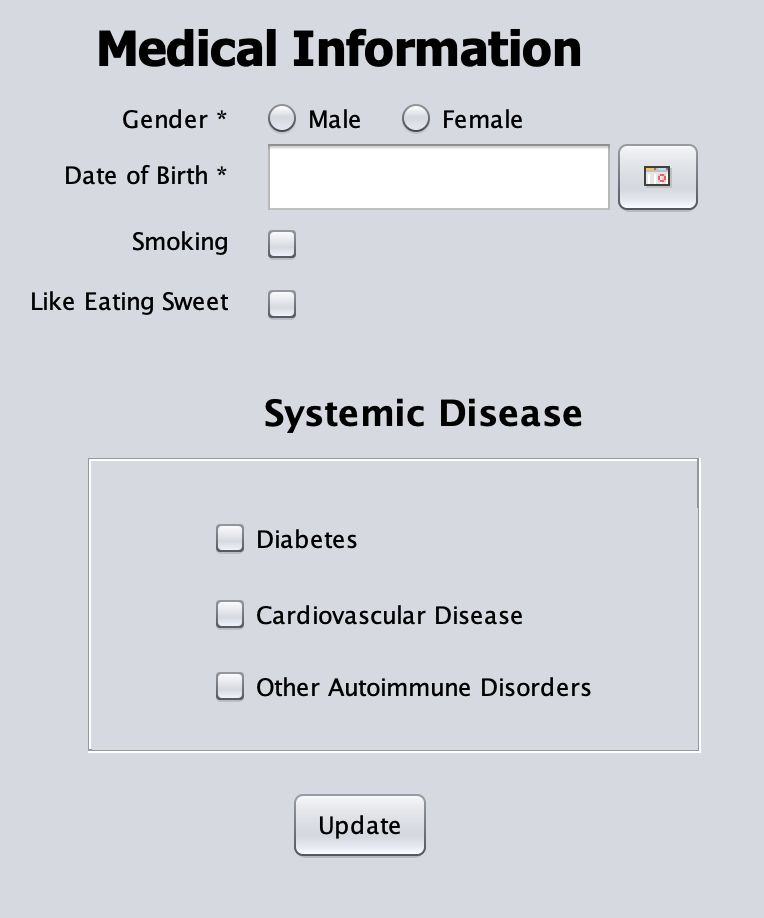 Medical Information
Gender * Male Female
Date of Birth *
Smoking
Like Eating Sweet
Systemic Disease
Diabetes
Cardiovascular Disease
Other Autoimmune Disorders
Update